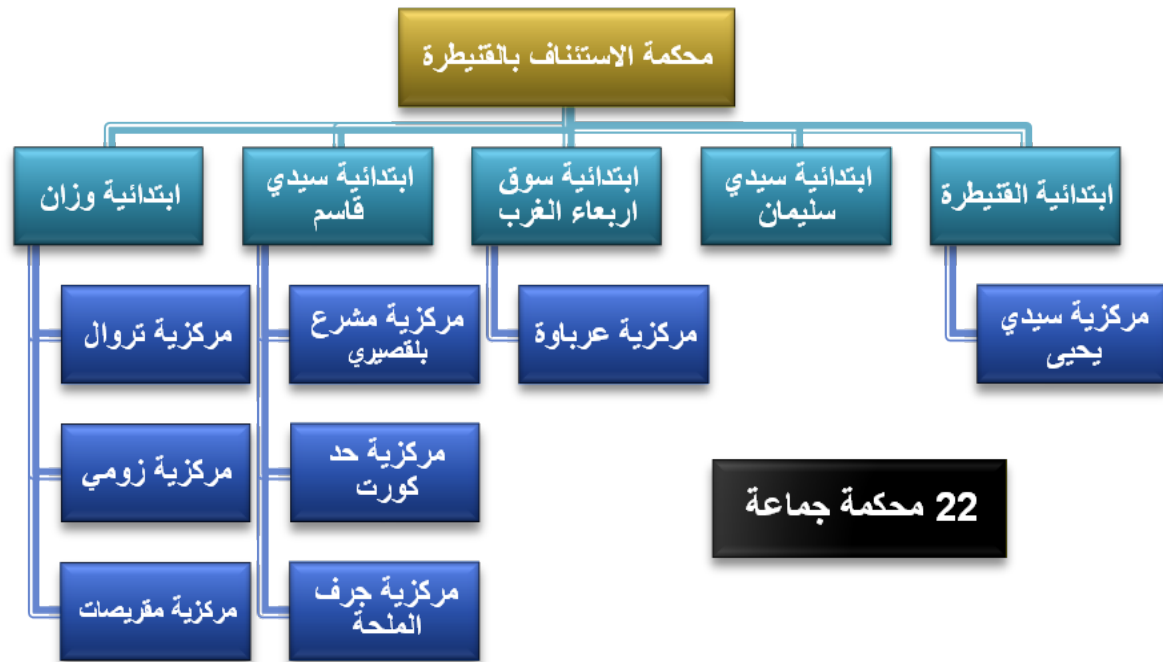 محكمة الاستئناف بالقنيطرة
ابتدائية القنيطرة
ابتدائية سيدي
سليمان
ابتدائية سوق
اربعاء الغرب
ابتدائية سيدي
قاسم
ابتدائية وزان
مركزية سيدي
يحيى
مركزية عرباوة
مركزية مشرع
بلقصيري
مركزية حد
كورت
مركزية جرف
الملحة
مركزية تروال
مركزية زومي
مركزية مقريصات
22 محكمة جماعة